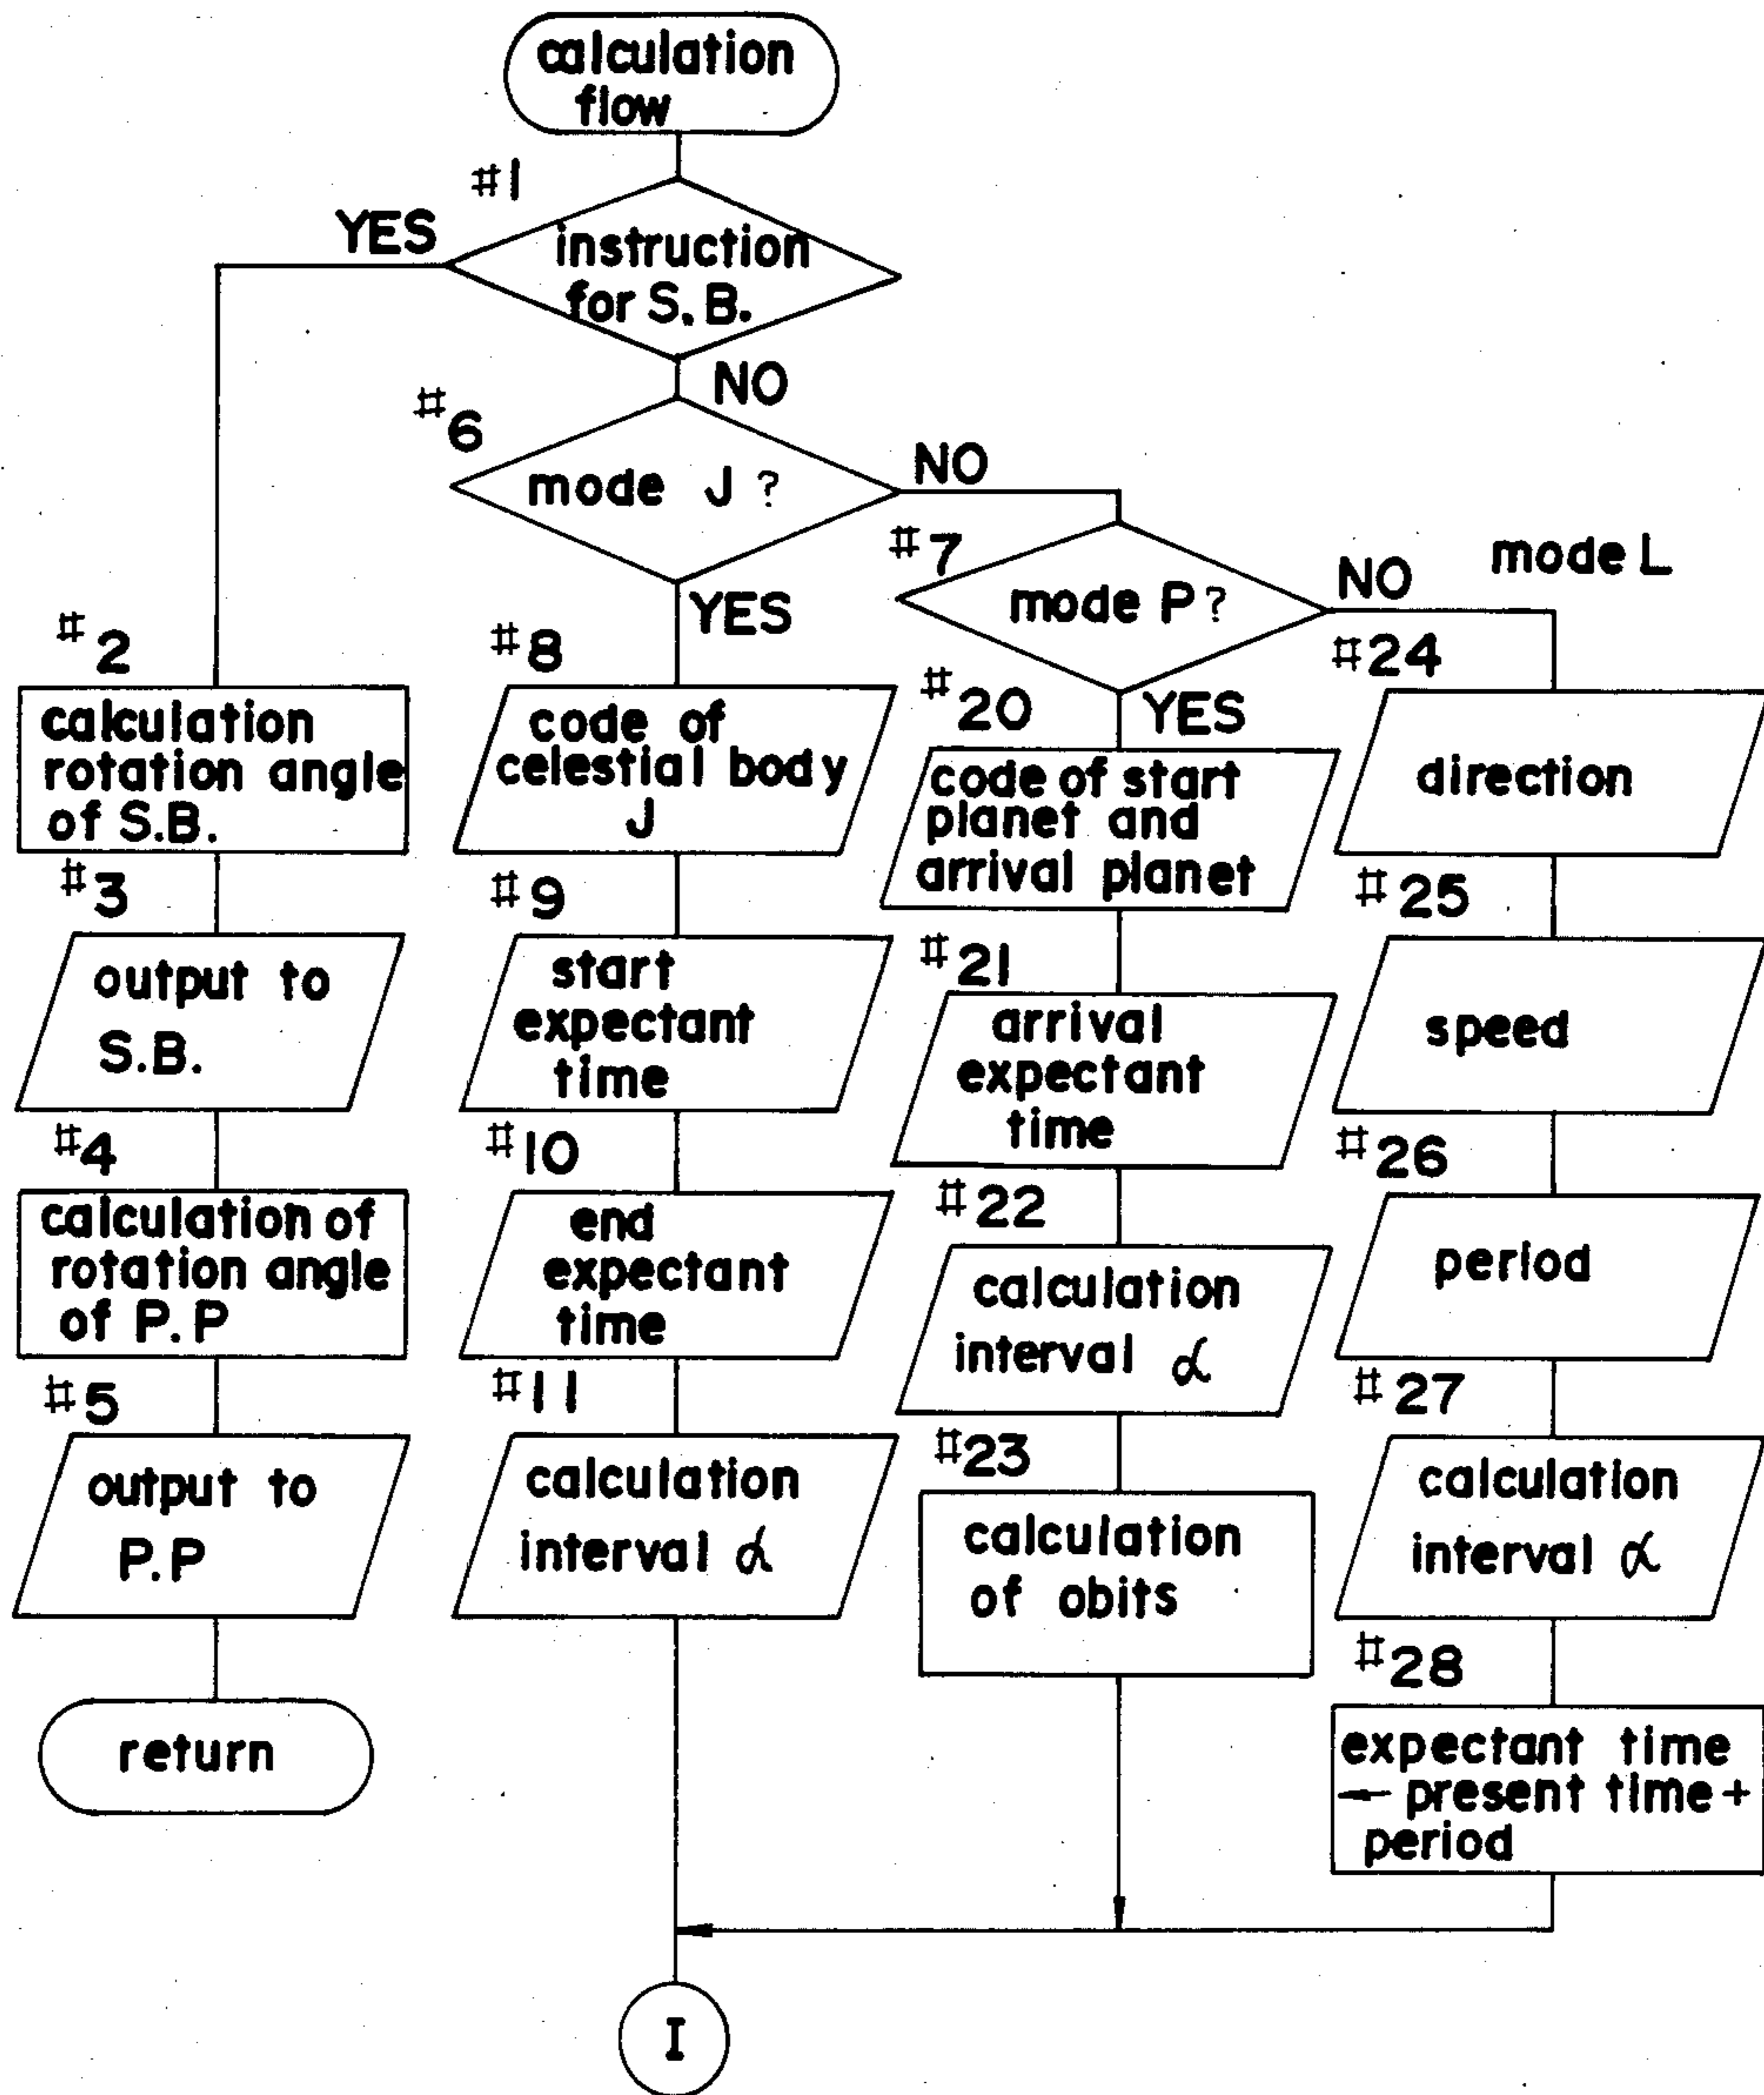 calculation
flow
#1
YES
instruction
for S.B.
NO
#6
mode J ?
NO
YES
#7
mode P ?
NO
mode L
YES
#2
calculation
rotation angle
of S.B.
#3
output to
S.B.
#4
calculation of
rotation angle
of P.P
#5
output to
P.P
return
#8
code of
celestial body
J
#9
start
expectant
time
#10
end
expectant
time
#11
calculation
interval α
#20
code of start
planet and
arrival planet
#21
arrival
expectant
time
#22
calculation
interval α
#23
calculation
of obits
#24
direction
#25
speed
#26
period
#27
calculation
interval α
#28
expectant time
← present time +
period
I